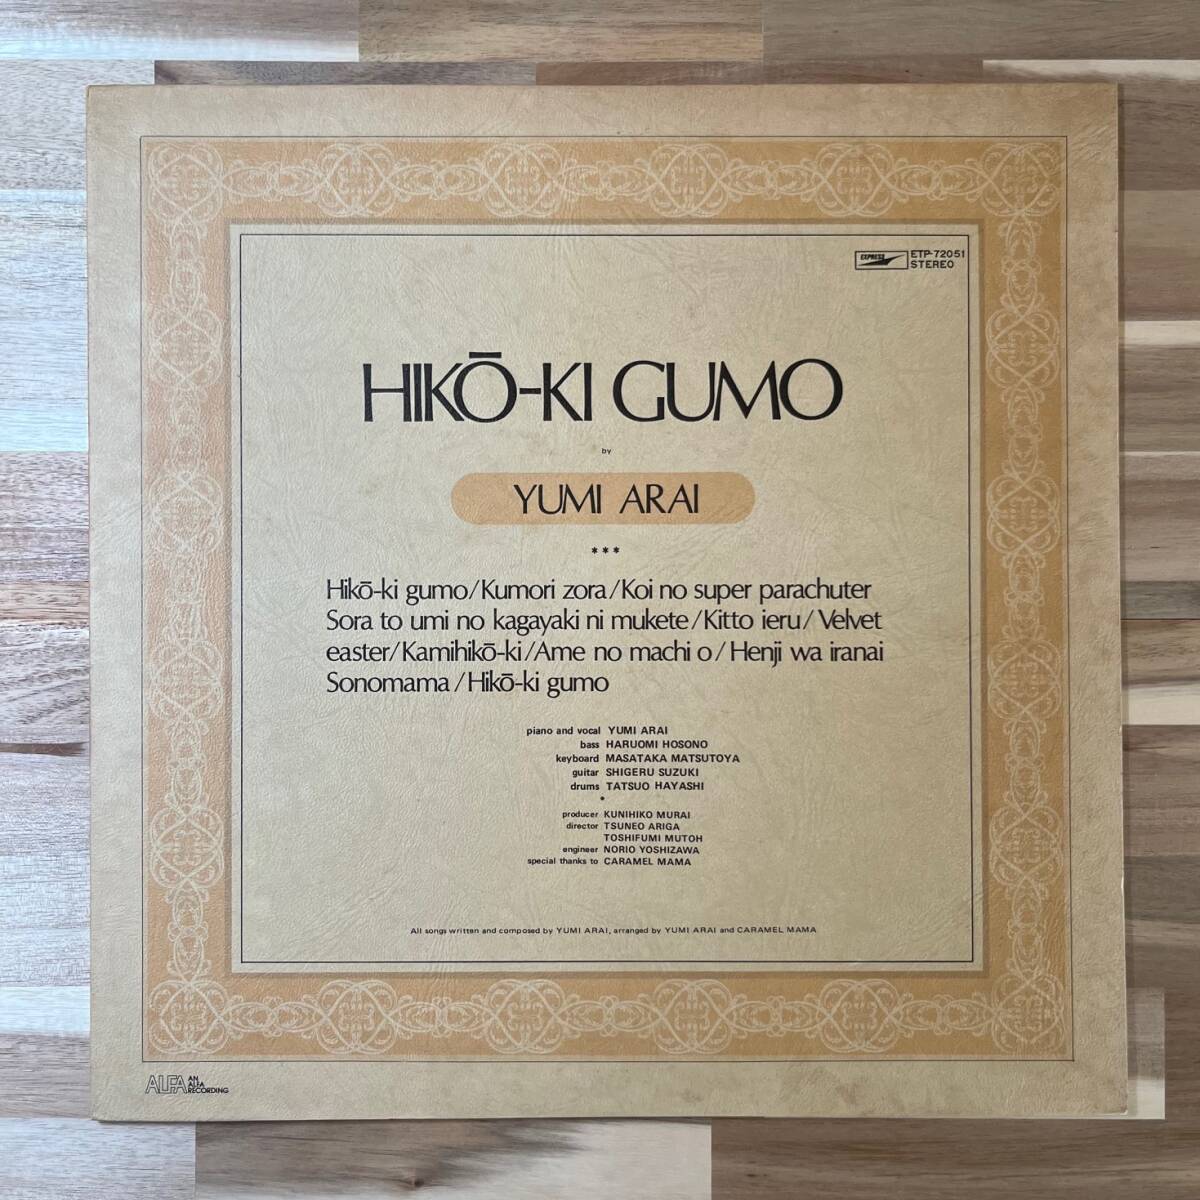 EXPRESS
ETP-72051
STEREO
HIKŌ-KI GUMO
by
YUMI ARAI
***
Hikō-ki gumo/Kumori zora/Koi no super parachuter
Sora to umi no kagayaki ni mukete/Kitto ieru/Velvet
easter/Kamihikō-ki/Ame no machi o/Henji wa iranai
Sonomama/Hikō-ki gumo
piano and vocal YUMI ARAI
bass HARUOMI HOSONO
keyboard MASATAKA MATSUTOYA
guitar SHIGERU SUZUKI
drums TATSUO HAYASHI
*
producer KUNIHIKO MURAI
director TSUNEO ARIGA
TOSHIFUMI MUTOH
engineer NORIO YOSHIZAWA
special thanks to CARAMEL MAMA
All songs written and composed by YUMI ARAI, arranged by YUMI ARAI and CARAMEL MAMA
ALFA
AN
ALFA
RECORDING